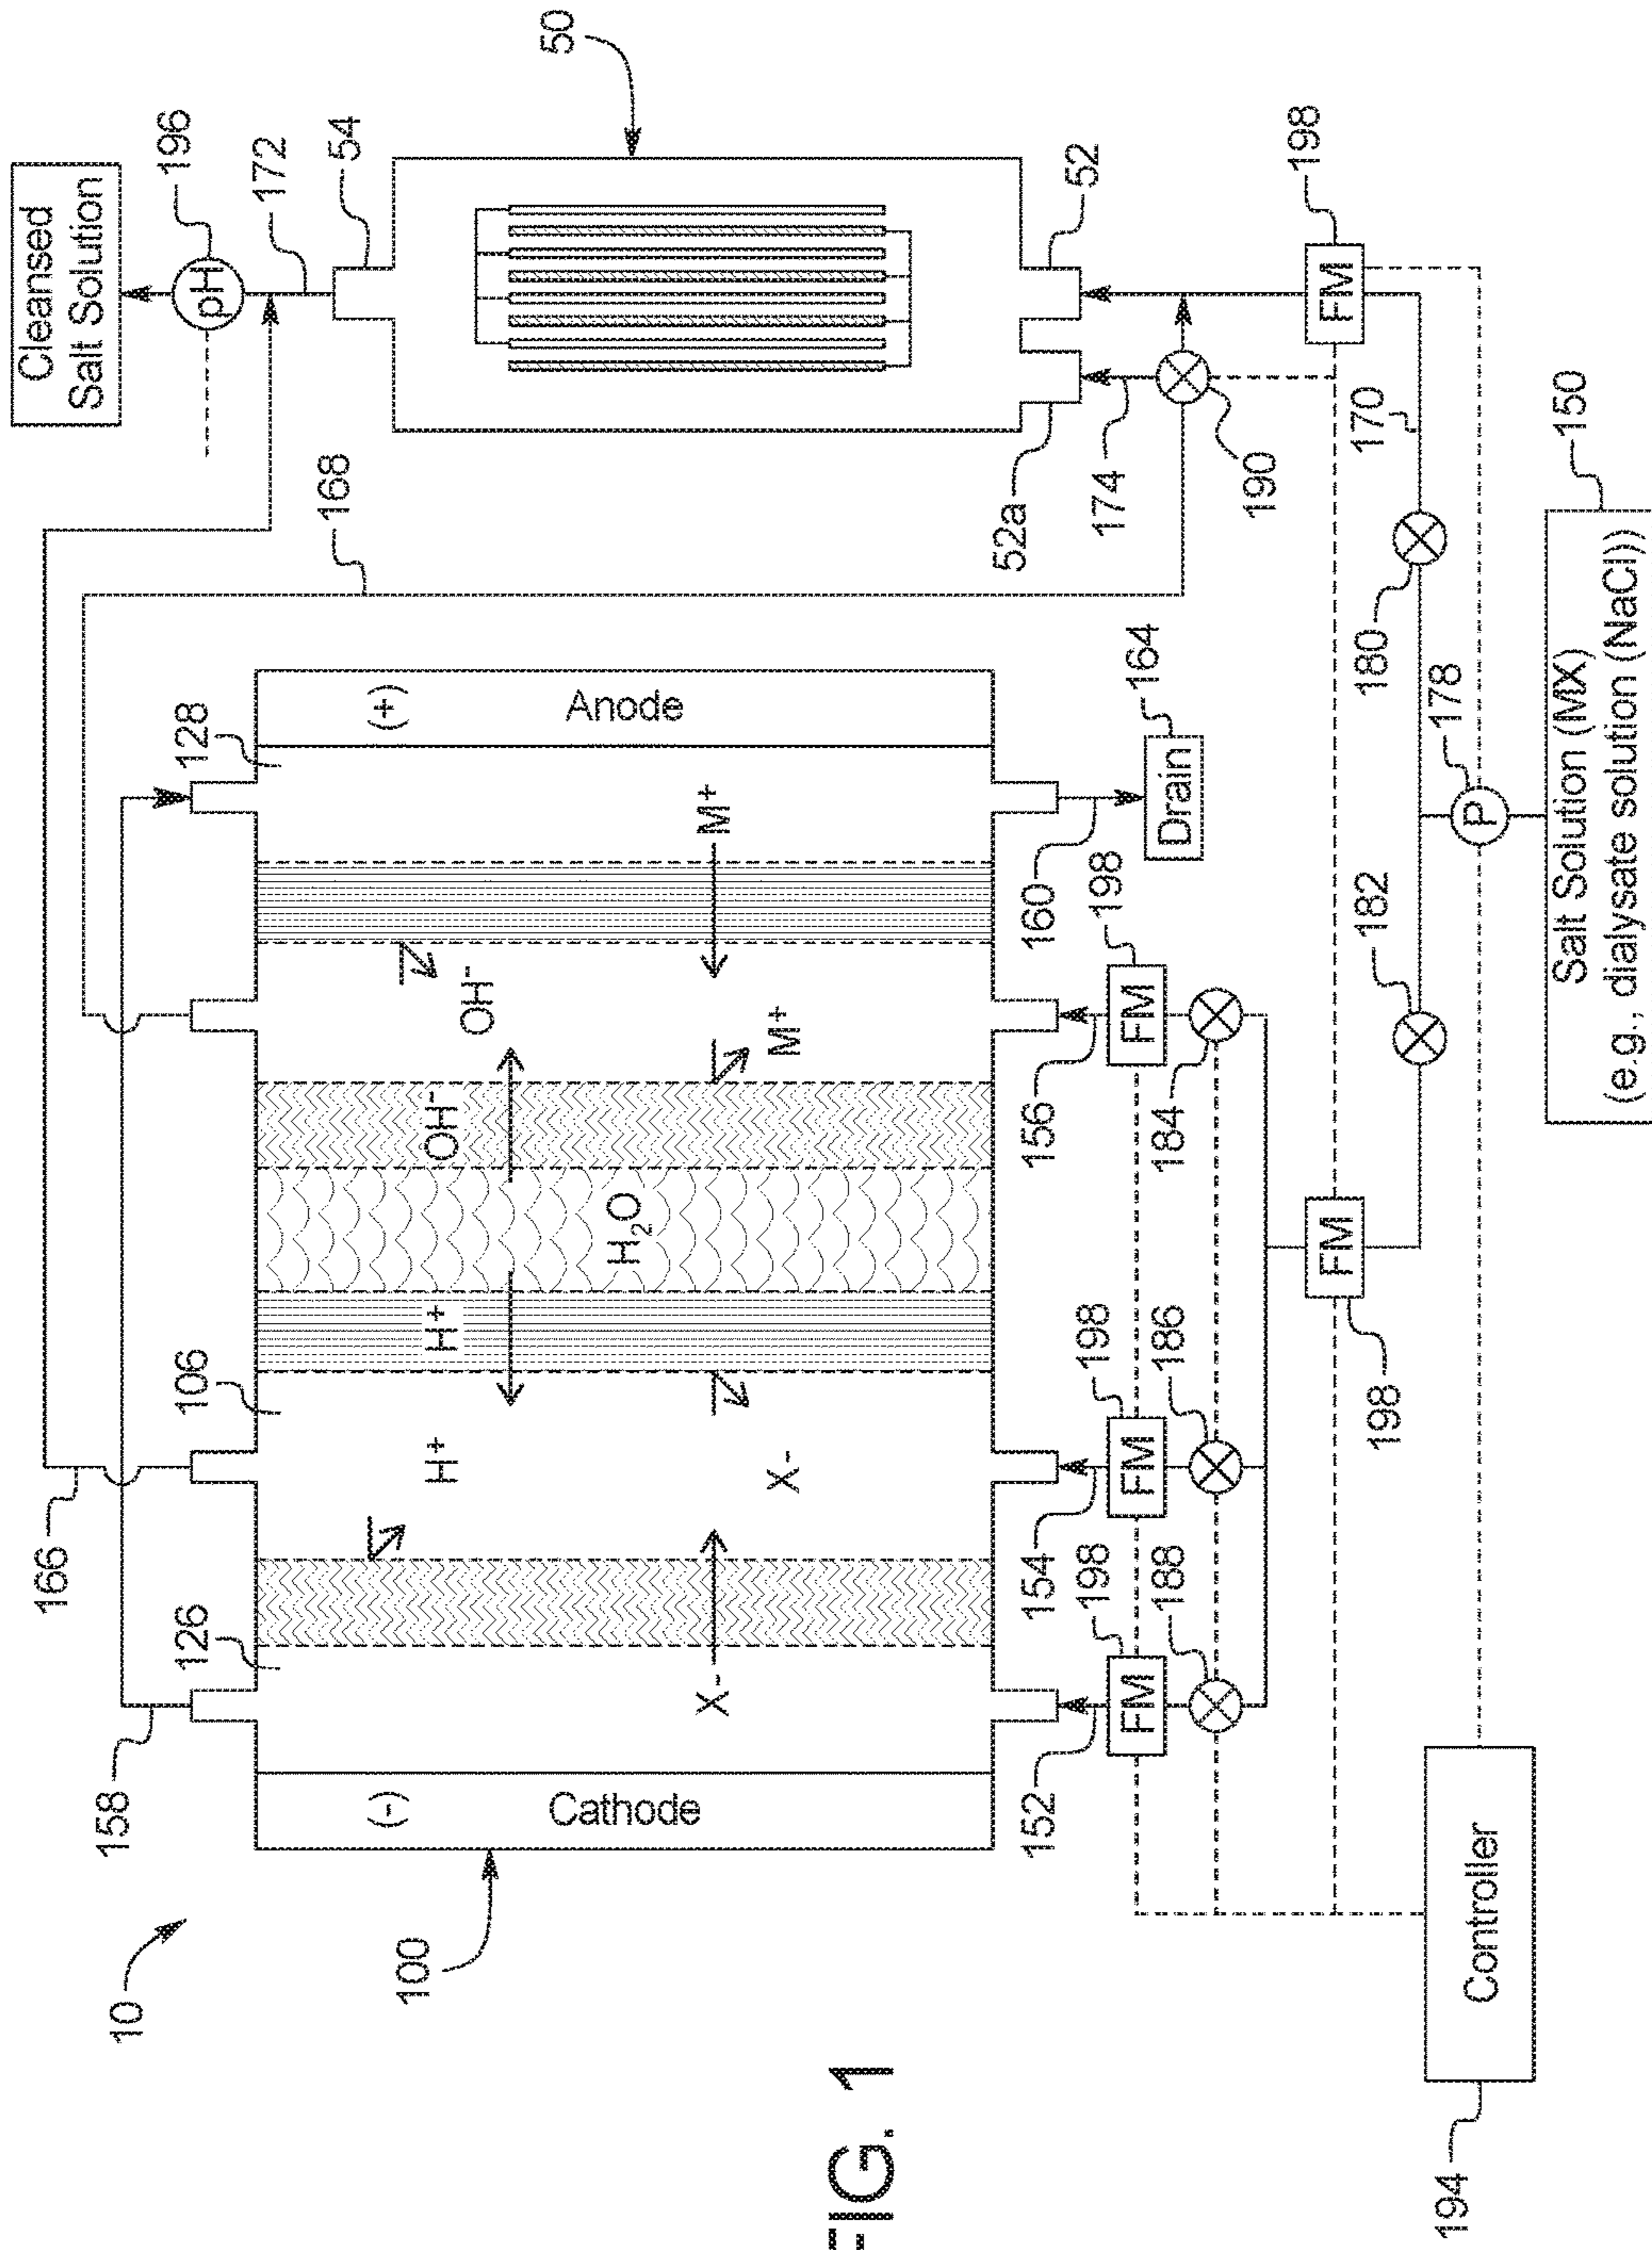 Cleansed
Salt Solution
pH
196
172
54
50
166
158
126
106
168
128
10
100
(-)
Cathode
(+)
Anode
H+
X-
X-
H+
H₂O
OH⁻
OH⁻
M+
M+
52a
52
174
190
152
154
156
160
Drain
164
FM
198
FM
198
FM
198
FM
198
188
186
184
FM
198
182
180
170
P
178
Controller
194
Salt Solution (MX)
(e.g., dialysate solution (NaCl))
150
FIG. 1